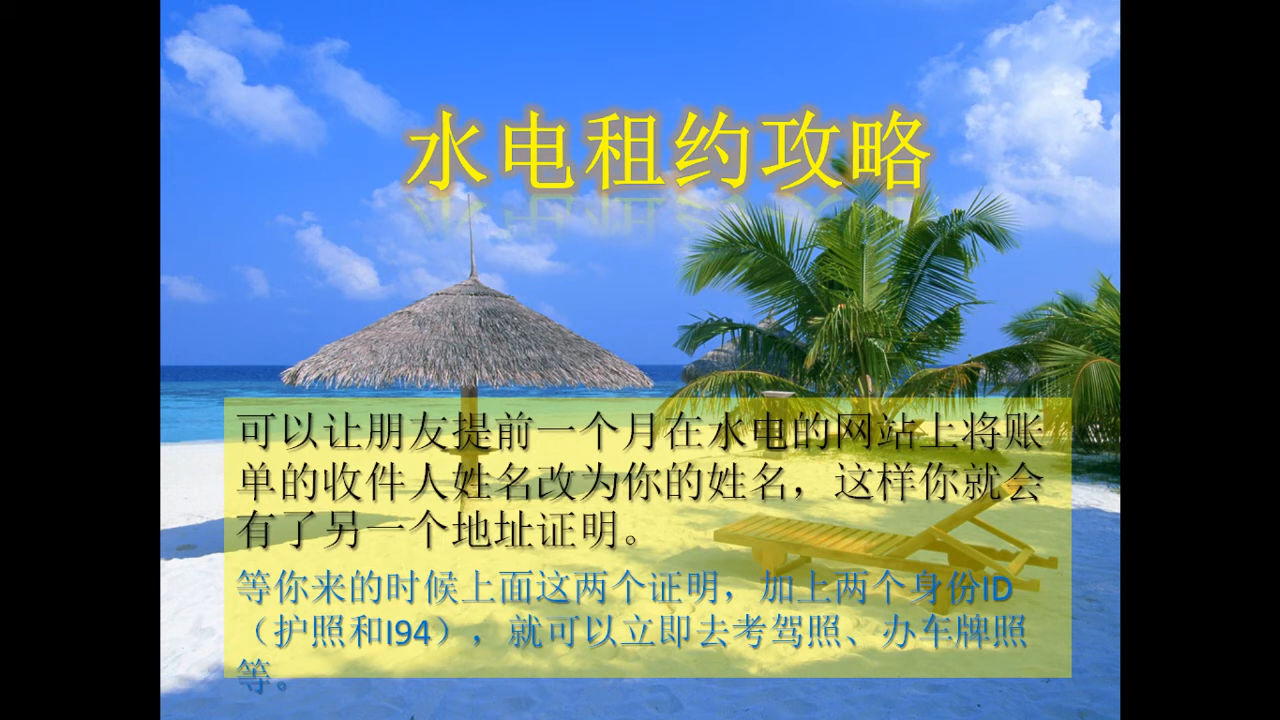 水电租约攻略
可以让朋友提前一个月在水电的网站上将账
单的收件人姓名改为你的姓名，这样你就会
有了另一个地址证明。
等你来的时候上面这两个证明，加上两个身份ID
（护照和I94），就可以立即去考驾照、办车牌照
等。